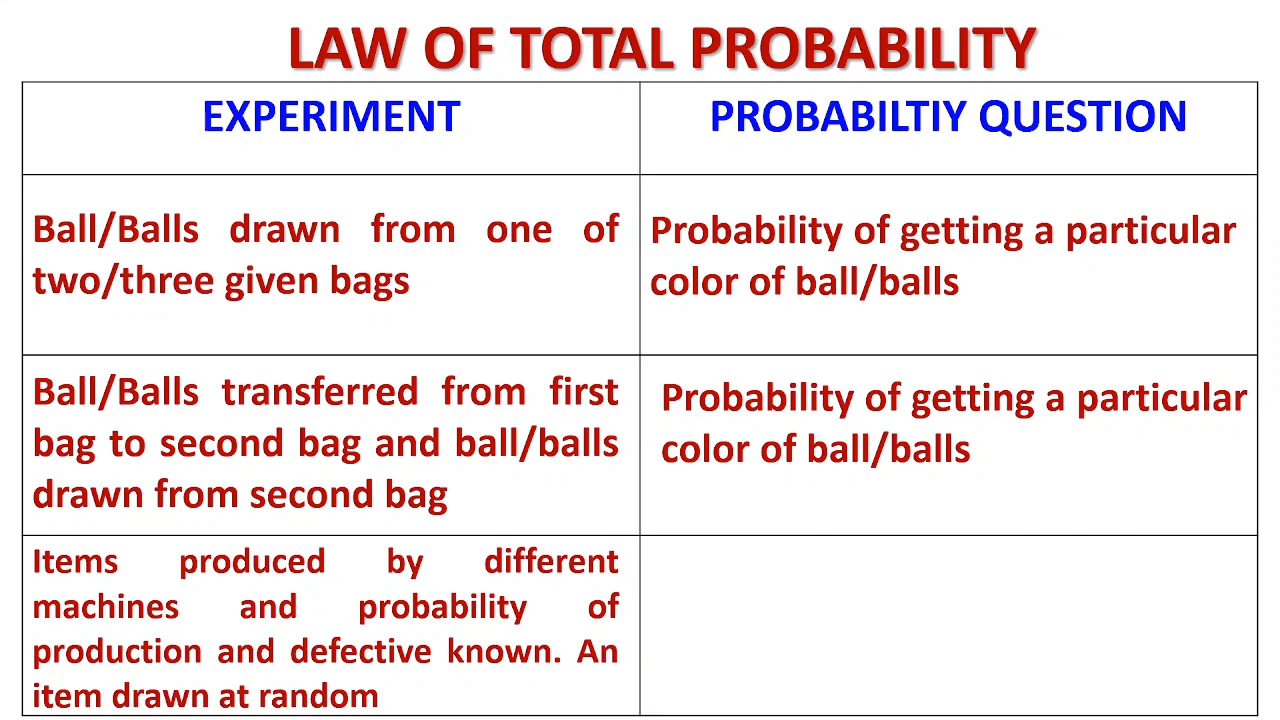 LAW OF TOTAL PROBABILITY
EXPERIMENT
PROBABILTIY QUESTION
Ball/Balls drawn from one of
two/three given bags
Probability of getting a particular
color of ball/balls
Ball/Balls transferred from first
bag to second bag and ball/balls
drawn from second bag
Probability of getting a particular
color of ball/balls
Items produced by different
machines and probability of
production and defective known. An
item drawn at random